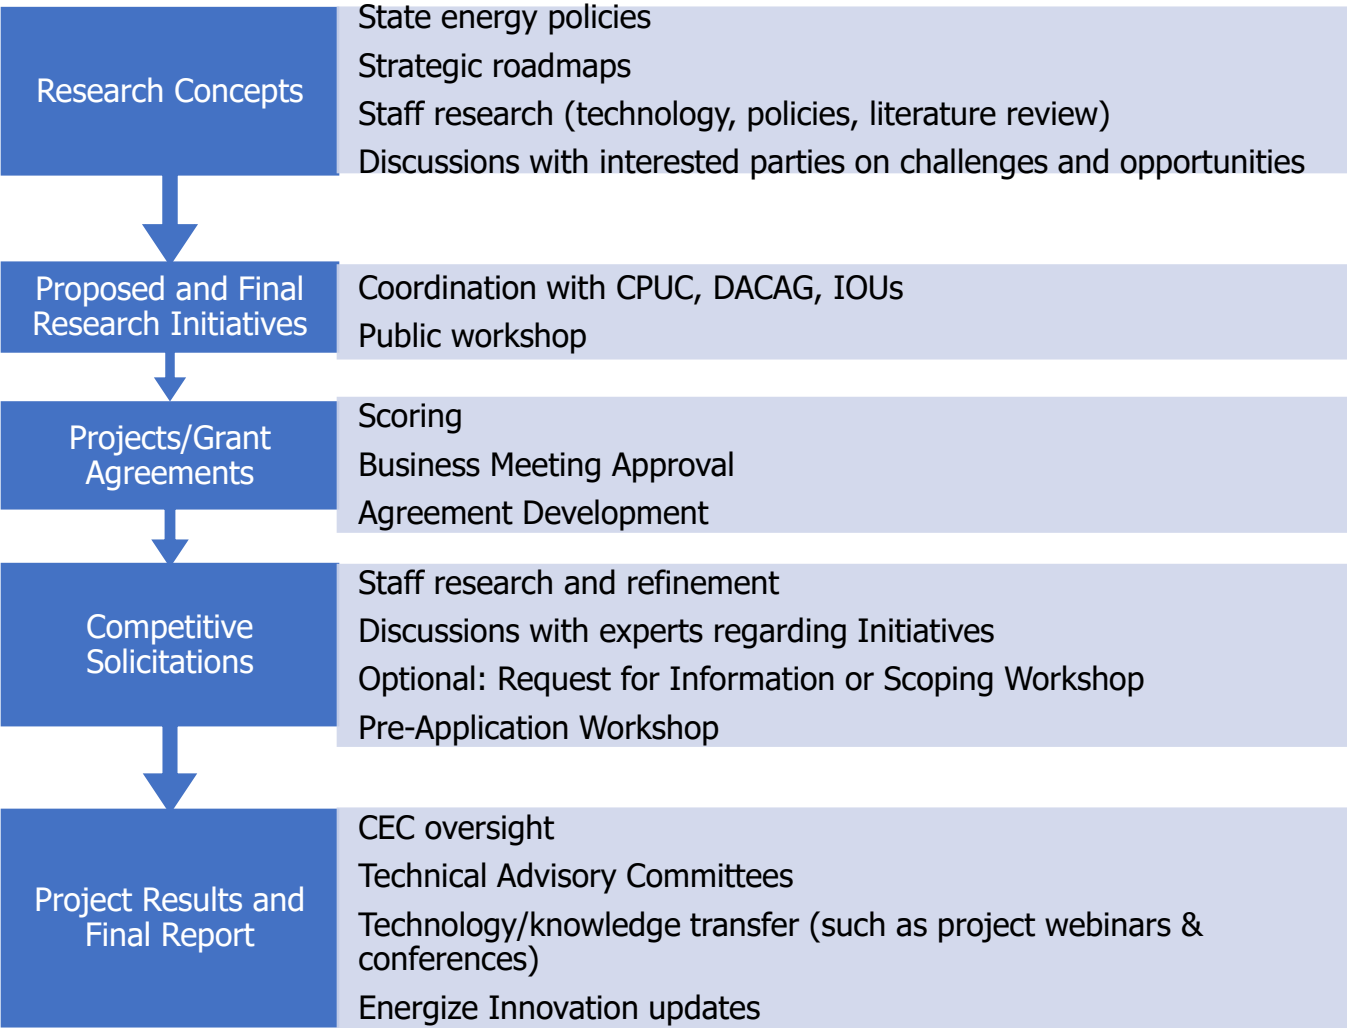 Research Concepts
State energy policies
Strategic roadmaps
Staff research (technology, policies, literature review)
Discussions with interested parties on challenges and opportunities
Proposed and Final
Research Initiatives
Coordination with CPUC, DACAG, IOUs
Public workshop
Projects/Grant
Agreements
Scoring
Business Meeting Approval
Agreement Development
Competitive
Solicitations
Staff research and refinement
Discussions with experts regarding Initiatives
Optional: Request for Information or Scoping Workshop
Pre-Application Workshop
Project Results and
Final Report
CEC oversight
Technical Advisory Committees
Technology/knowledge transfer (such as project webinars &
conferences)
Energize Innovation updates